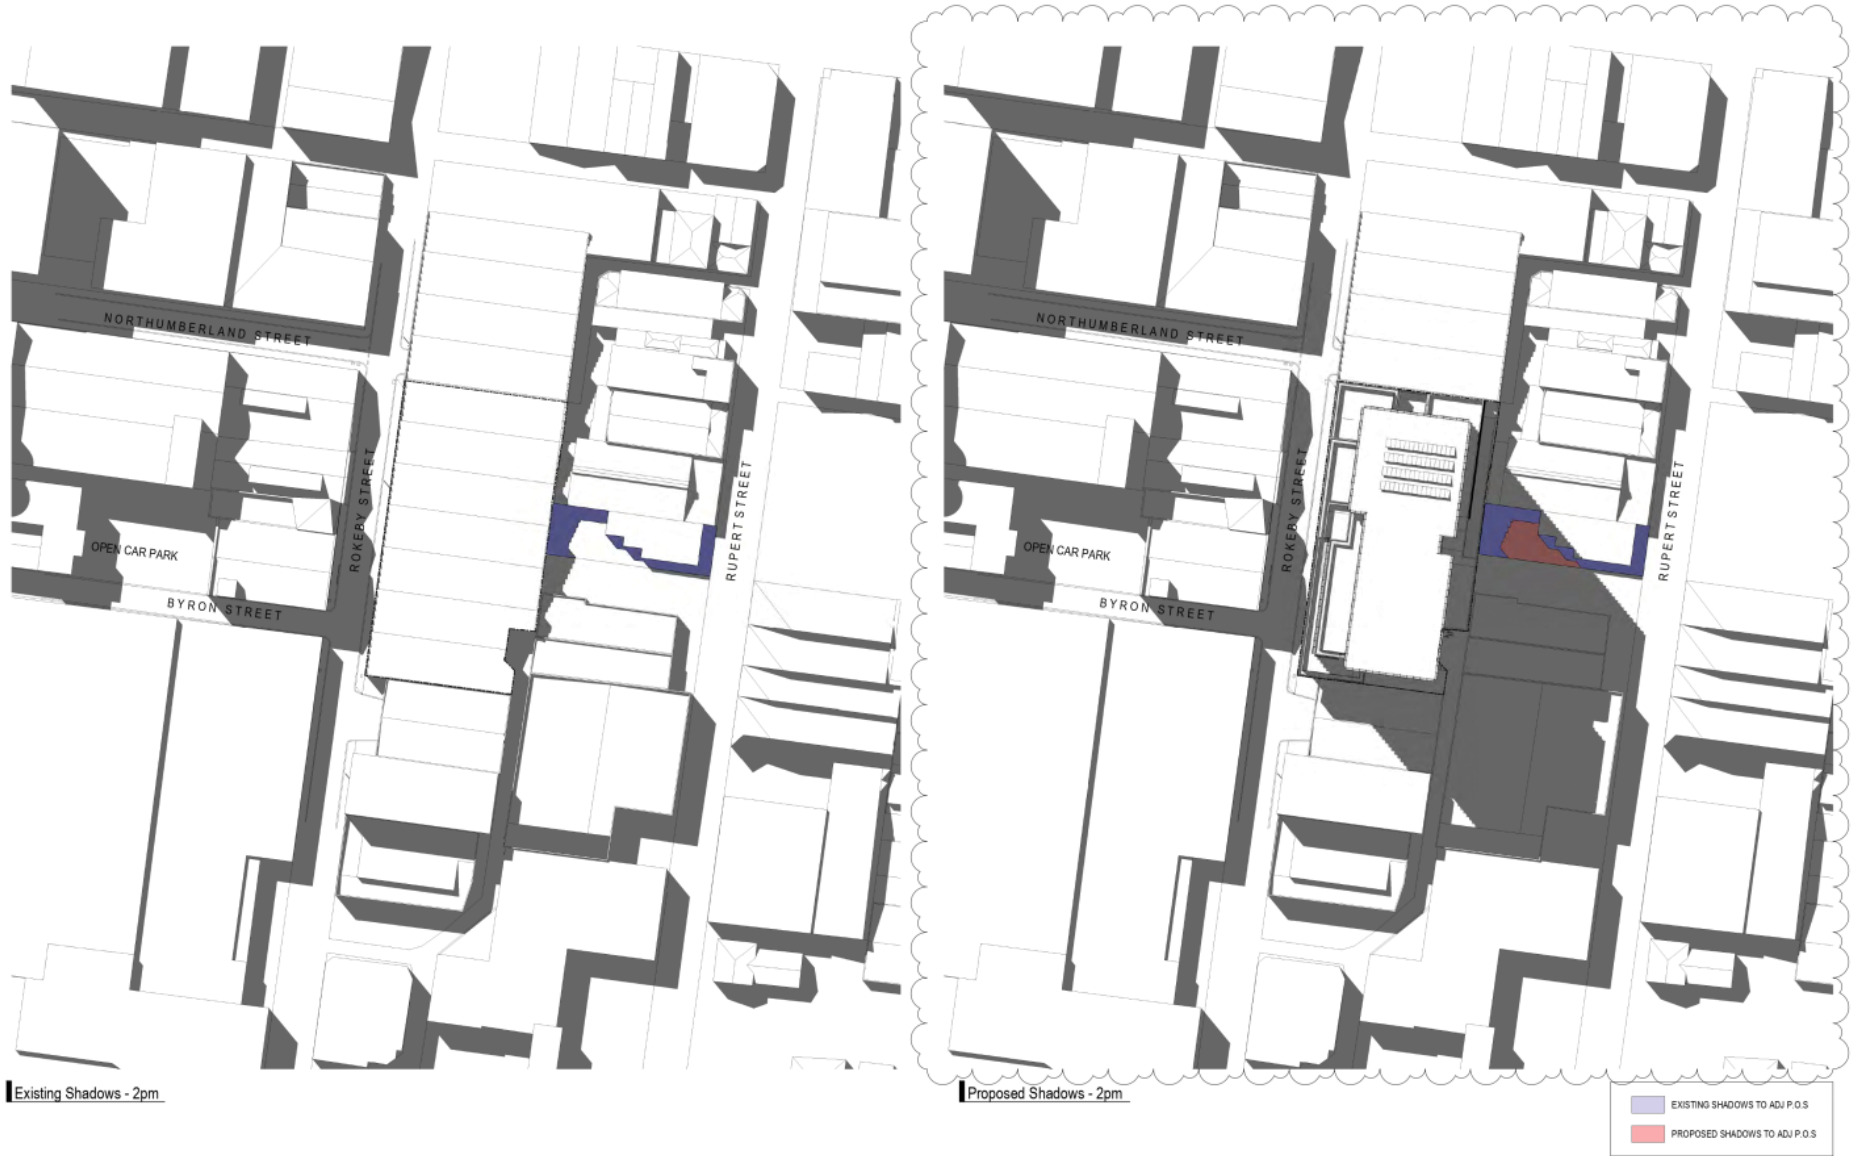 NORTHUMBERLAND STREET
ROKEBY STREET
RUPERT STREET
OPEN CAR PARK
BYRON STREET
Existing Shadows - 2pm
NORTHUMBERLAND STREET
ROKEBY STREET
RUPERT STREET
OPEN CAR PARK
BYRON STREET
Proposed Shadows - 2pm
EXISTING SHADOWS TO ADJ P.O.S
PROPOSED SHADOWS TO ADJ P.O.S